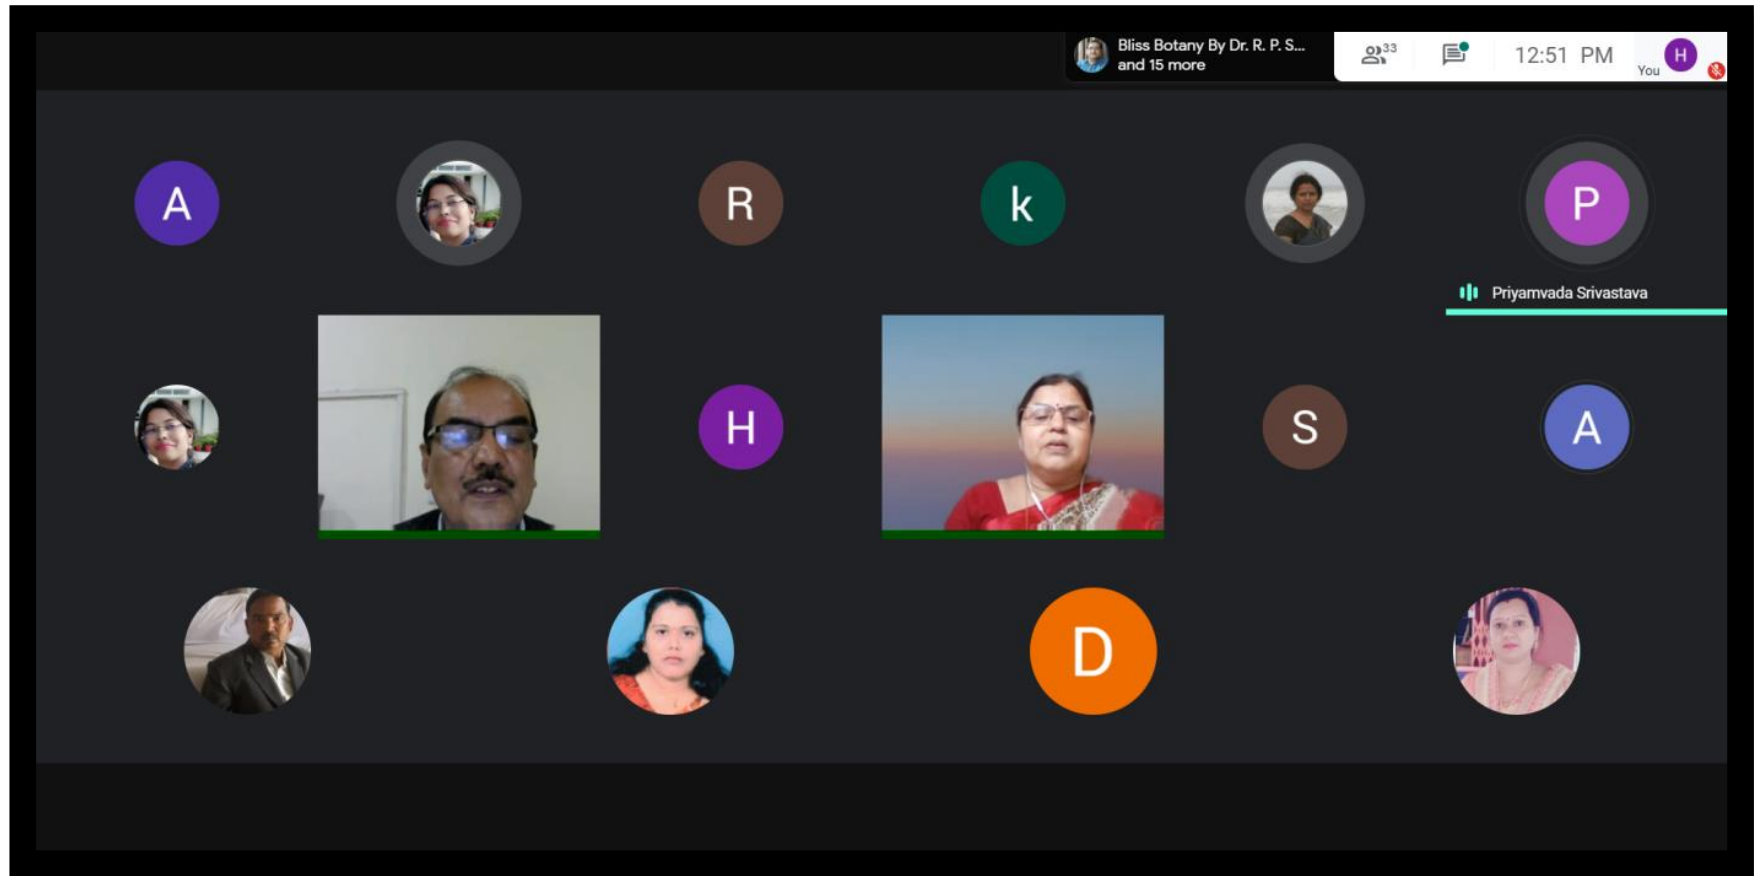 Bliss Botany By Dr. R. P. S...
and 15 more
33
12:51 PM
You
H
A
R
k
P
Priyamvada Srivastava
H
S
A
D